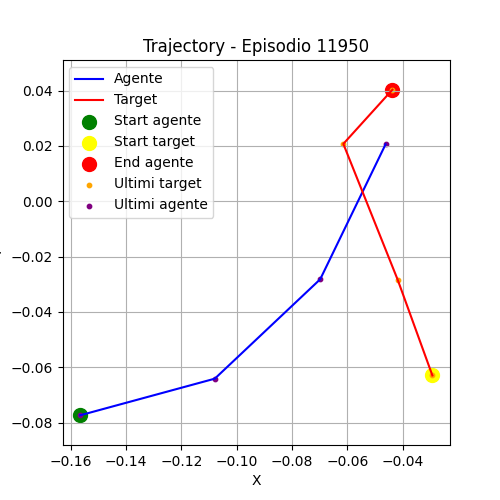 Trajectory - Episodio 11950
Agente
Target
Start agente
Start target
End agente
Ultimi target
Ultimi agente
0.04
0.02
0.00
−0.02
−0.04
−0.06
−0.08
−0.16
−0.14
−0.12
−0.10
−0.08
−0.06
−0.04
X